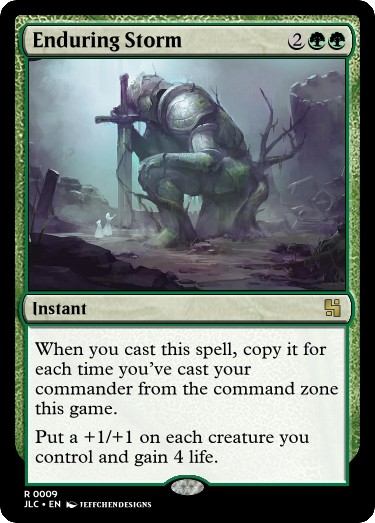 Enduring Storm 2
Instant
When you cast this spell, copy it for
each time you've cast your
commander from the command zone
this game.
Put a +1/+1 on each creature you
control and gain 4 life.
R 0009
JLC • EN JEFFCHENDESIGNS